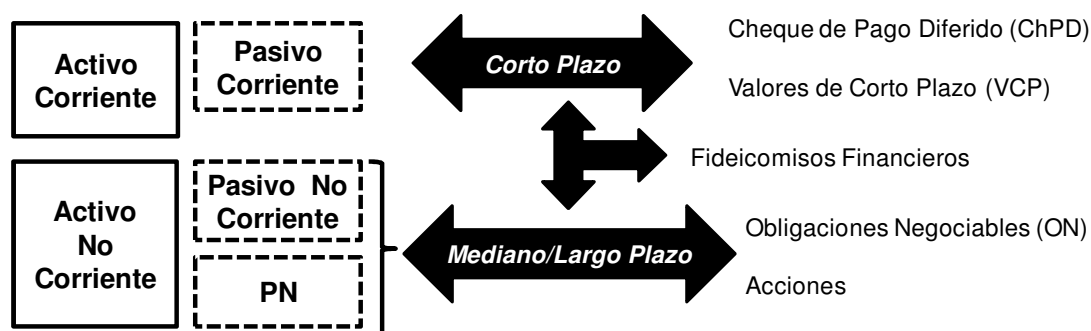 Activo
Corriente
Pasivo
Corriente
Corto Plazo
Cheque de Pago Diferido (ChPD)
Valores de Corto Plazo (VCP)
Fideicomisos Financieros
Activo
No
Corriente
Pasivo No
Corriente
PN
Mediano/Largo Plazo
Obligaciones Negociables (ON)
Acciones